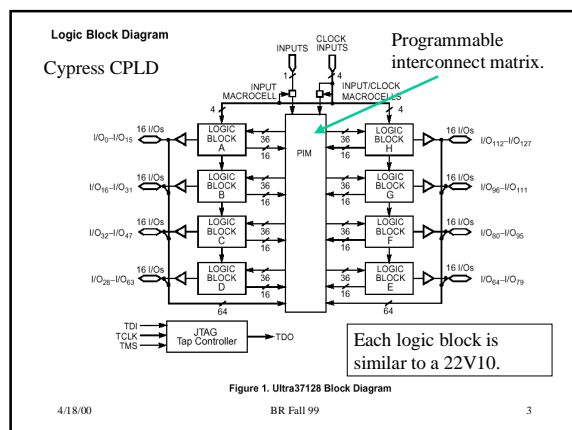 Logic Block Diagram
Cypress CPLD
INPUTS
CLOCK
INPUTS
Programmable
interconnect matrix.
1
4
INPUT
MACROCELL
INPUT/CLOCK
MACROCELLS
4
4
PIM
16 I/Os
I/O0–I/O15
LOGIC
BLOCK
A
36
16
36
16
LOGIC
BLOCK
H
16 I/Os
I/O112–I/O127
16 I/Os
I/O16–I/O31
LOGIC
BLOCK
B
36
16
36
16
LOGIC
BLOCK
G
16 I/Os
I/O96–I/O111
16 I/Os
I/O32–I/O47
LOGIC
BLOCK
C
36
16
36
16
LOGIC
BLOCK
F
16 I/Os
I/O80–I/O95
16 I/Os
I/O28–I/O63
LOGIC
BLOCK
D
36
16
36
16
LOGIC
BLOCK
E
16 I/Os
I/O64–I/O79
64
64
TDI
TCLK
TMS
JTAG
Tap Controller
TDO
Each logic block is
similar to a 22V10.
Figure 1. Ultra37128 Block Diagram
4/18/00
BR Fall 99
3